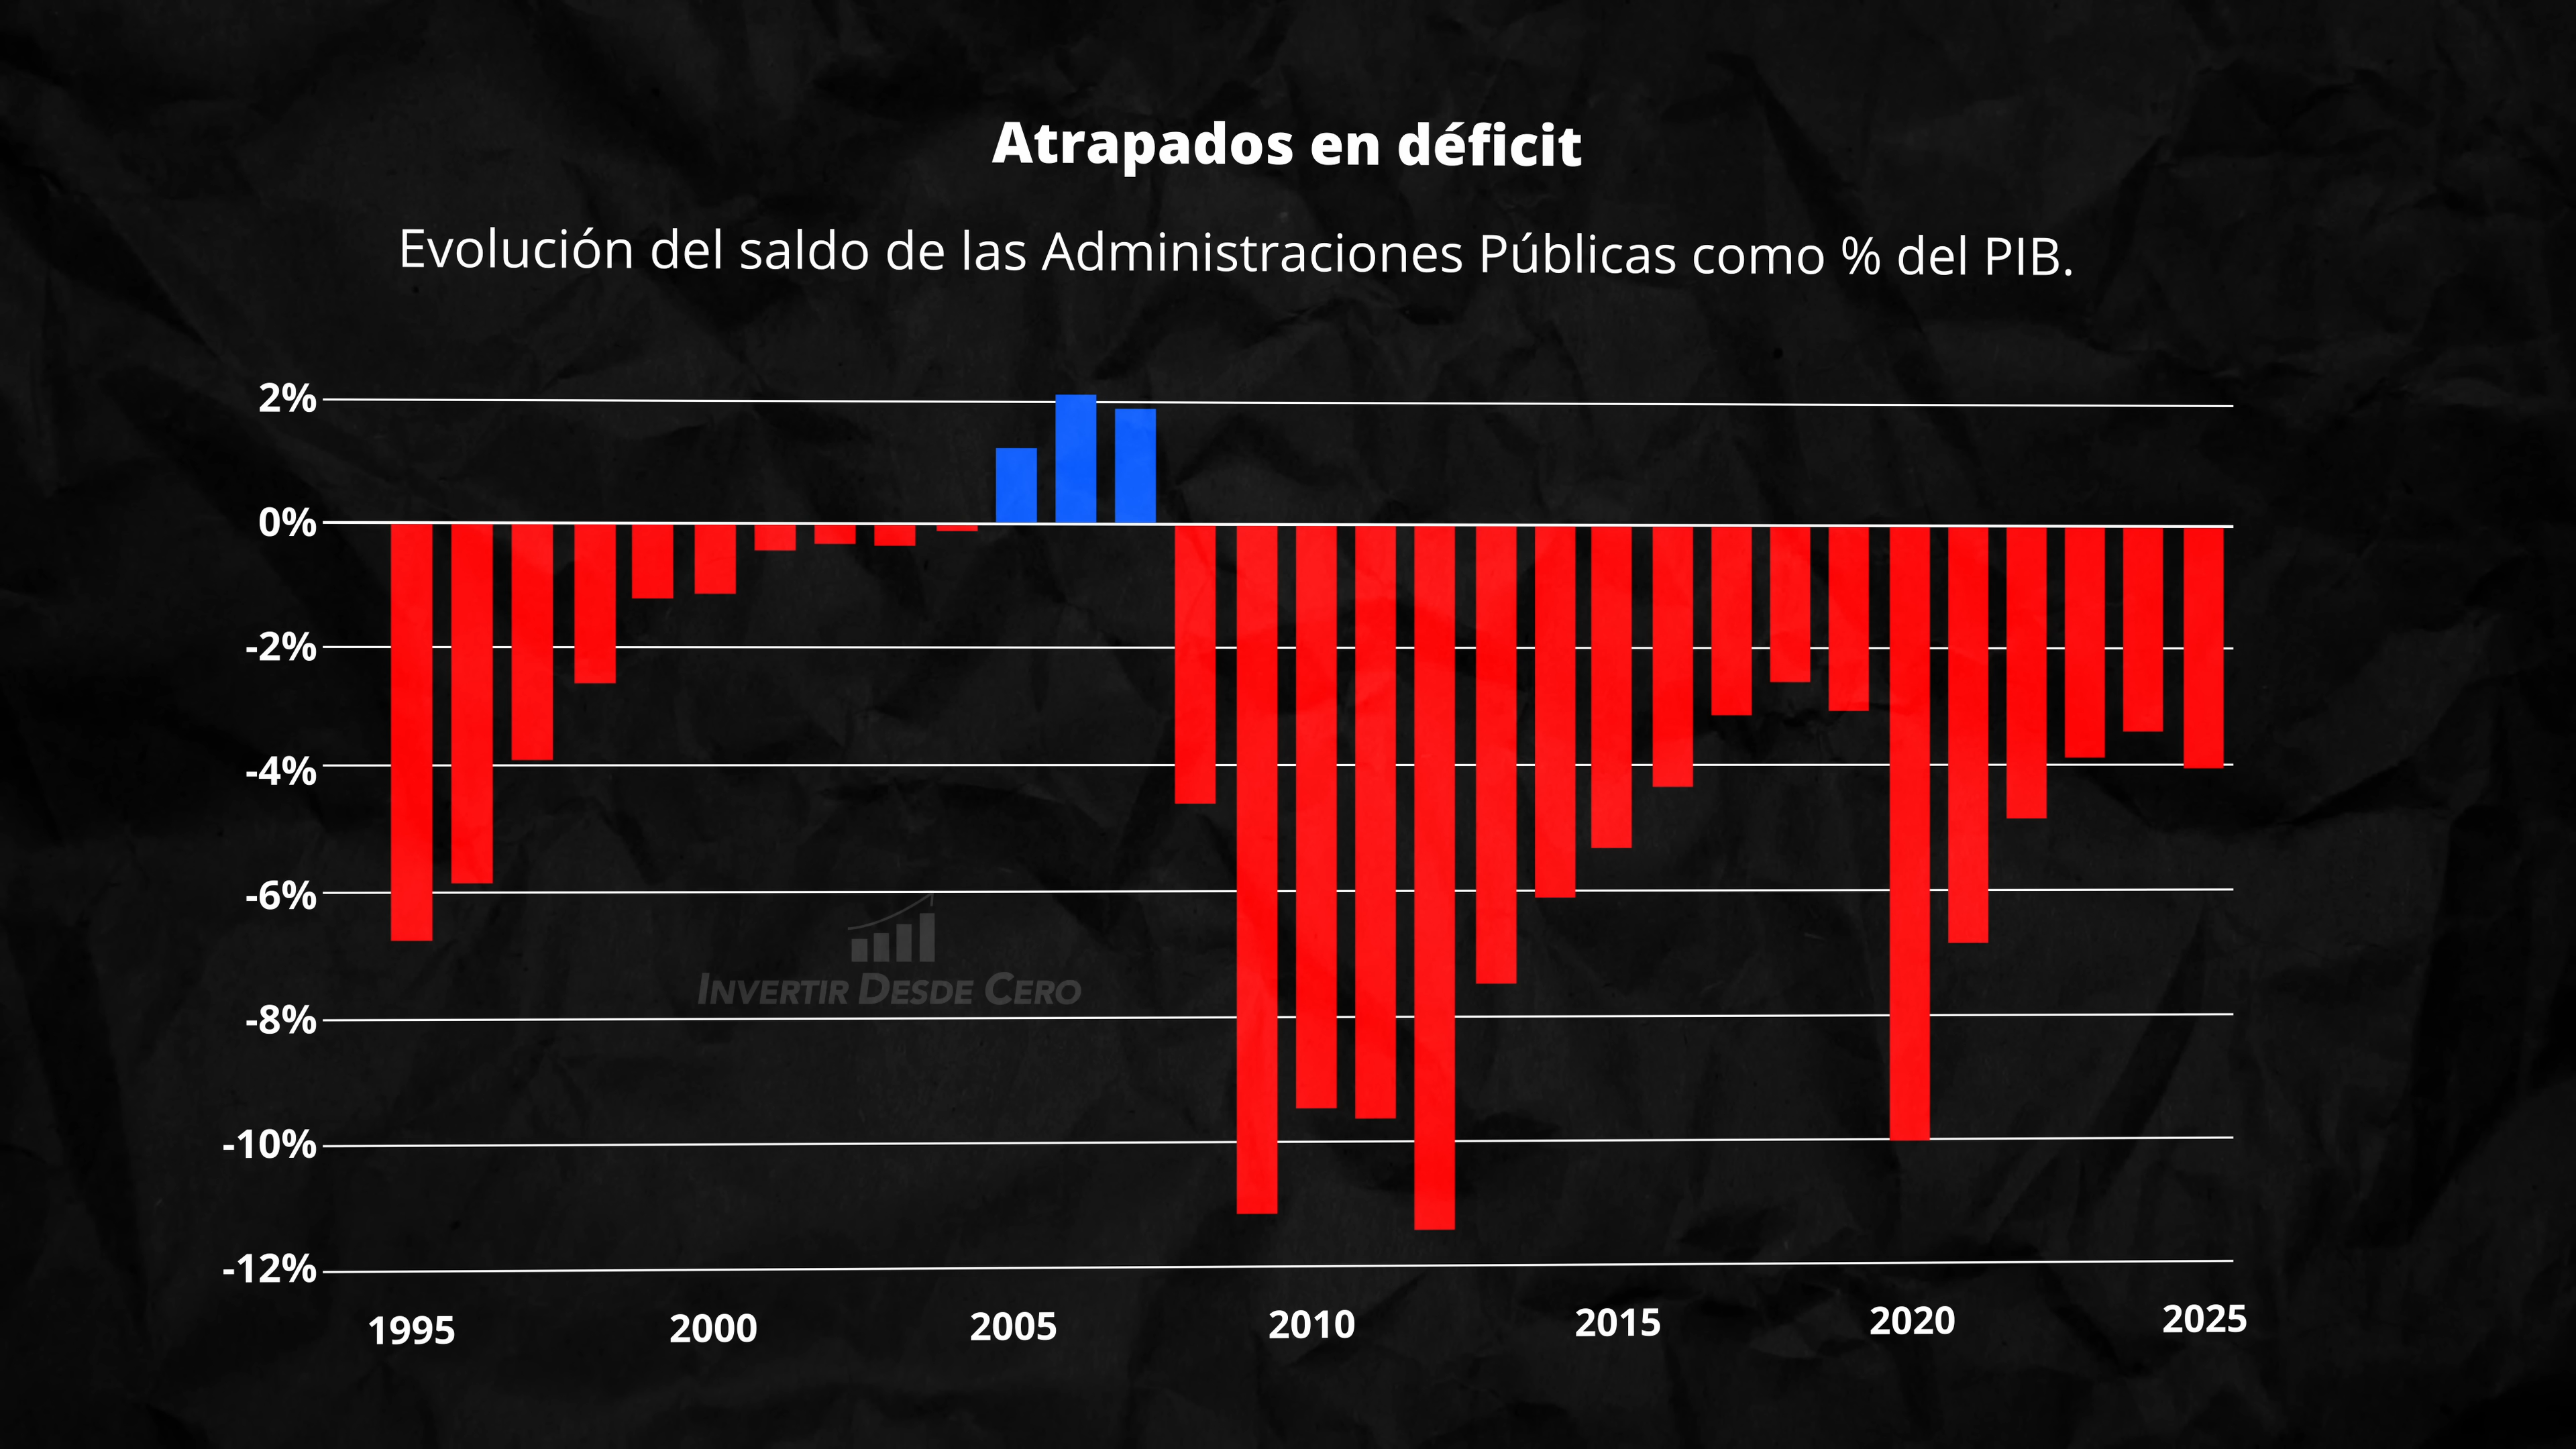 Atrapados en déficit
Evolución del saldo de las Administraciones Públicas como % del PIB.
2%
0%
-2%
-4%
-6%
INVERTIR DESDE CERO
-8%
-10%
-12%
1995 2000 2005 2010 2015 2020 2025